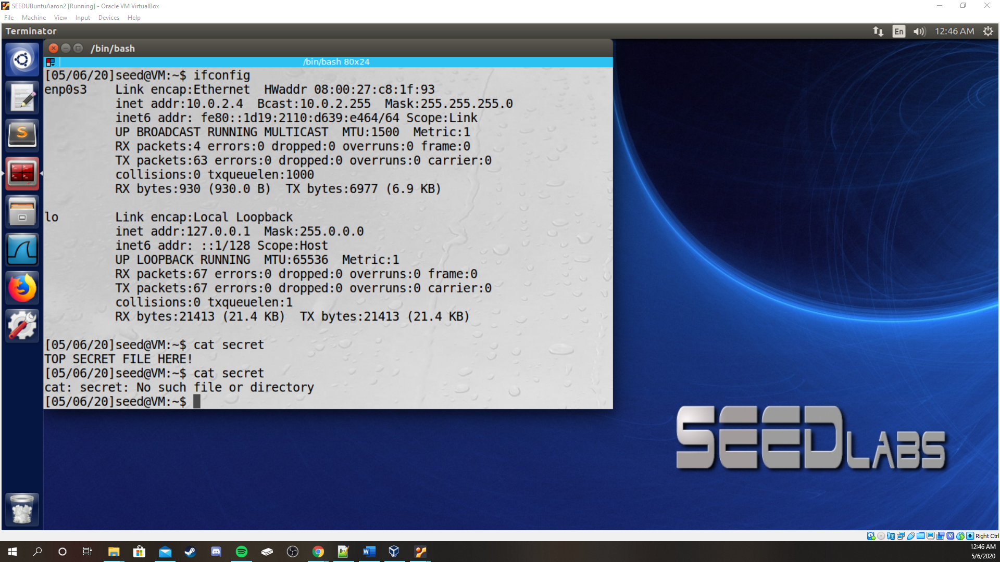 SEEDUBuntuAaron2 [Running] - Oracle VM VirtualBox
File Machine View Input Devices Help
Terminator
En 12:46 AM
/bin/bash
/bin/bash 80x24
[05/06/20]seed@VM:~$ ifconfig
enp0s3    Link encap:Ethernet  HWaddr 08:00:27:c8:1f:93
          inet addr:10.0.2.4  Bcast:10.0.2.255  Mask:255.255.255.0
          inet6 addr: fe80::1d19:2110:d639:e464/64 Scope:Link
          UP BROADCAST RUNNING MULTICAST  MTU:1500  Metric:1
          RX packets:4 errors:0 dropped:0 overruns:0 frame:0
          TX packets:63 errors:0 dropped:0 overruns:0 carrier:0
          collisions:0 txqueuelen:1000
          RX bytes:930 (930.0 B)  TX bytes:6977 (6.9 KB)
lo        Link encap:Local Loopback
          inet addr:127.0.0.1  Mask:255.0.0.0
          inet6 addr: ::1/128 Scope:Host
          UP LOOPBACK RUNNING  MTU:65536  Metric:1
          RX packets:67 errors:0 dropped:0 overruns:0 frame:0
          TX packets:67 errors:0 dropped:0 overruns:0 carrier:0
          collisions:0 txqueuelen:1
          RX bytes:21413 (21.4 KB)  TX bytes:21413 (21.4 KB)
[05/06/20]seed@VM:~$ cat secret
TOP SECRET FILE HERE!
[05/06/20]seed@VM:~$ cat secret
cat: secret: No such file or directory
[05/06/20]seed@VM:~$
SEED LABS
Right Ctrl
12:46 AM
5/6/2020